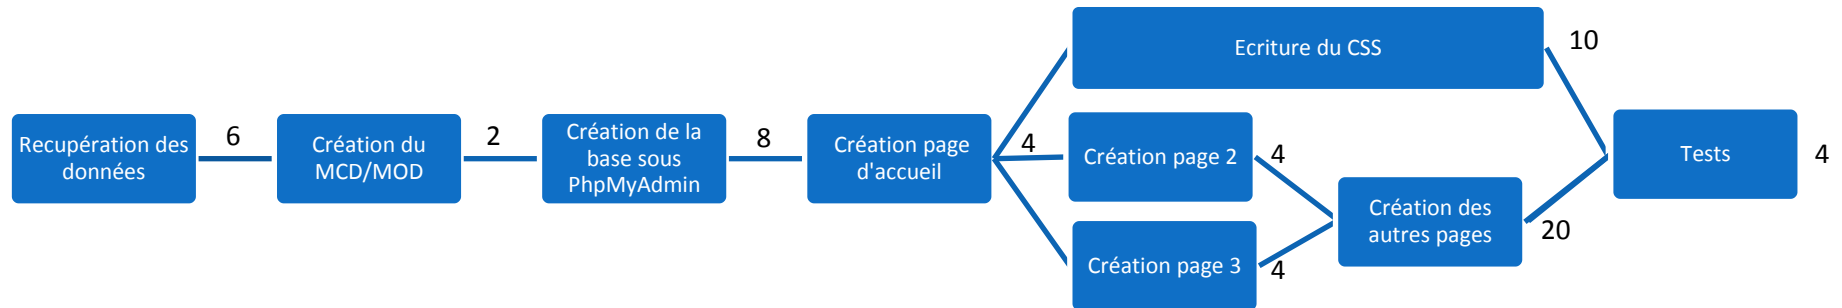 Recupération des
données
6
Création du
MCD/MOD
2
Création de la
base sous
PhpMyAdmin
8
Création page
d'accueil
4
Ecriture du CSS
10
Création page 2
4
Création page 3
4
Création des
autres pages
20
Tests
4